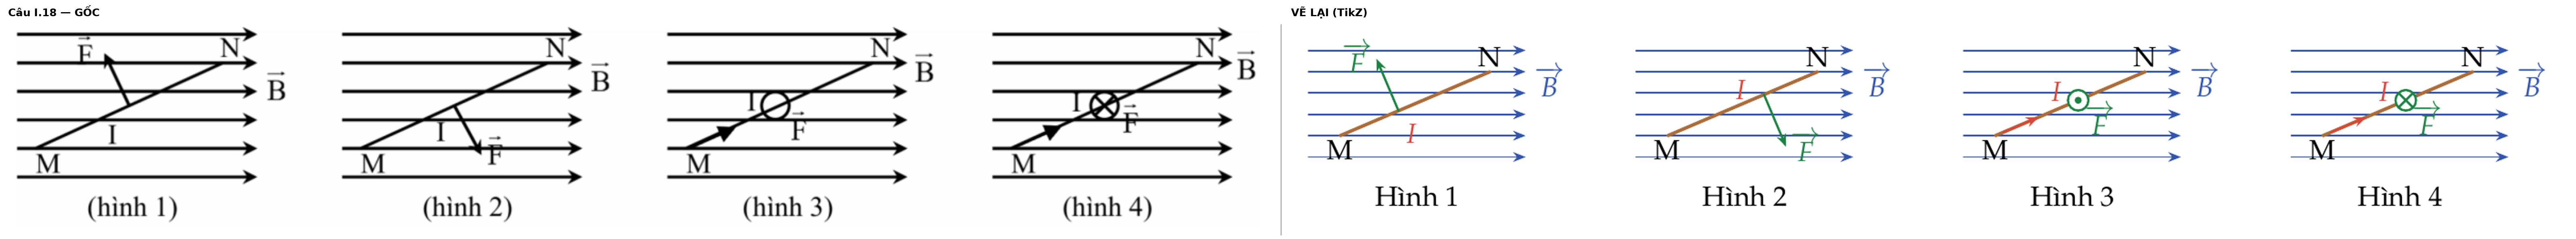 Câu I.18 — GỐC
VẼ LẠI (TikZ)
F N B I M
(hình 1)
N B I F M
(hình 2)
N B I F M
(hình 3)
N B I F M
(hình 4)
F N B I M
Hình 1
N B I F M
Hình 2
N B I F M
Hình 3
N B I F M
Hình 4